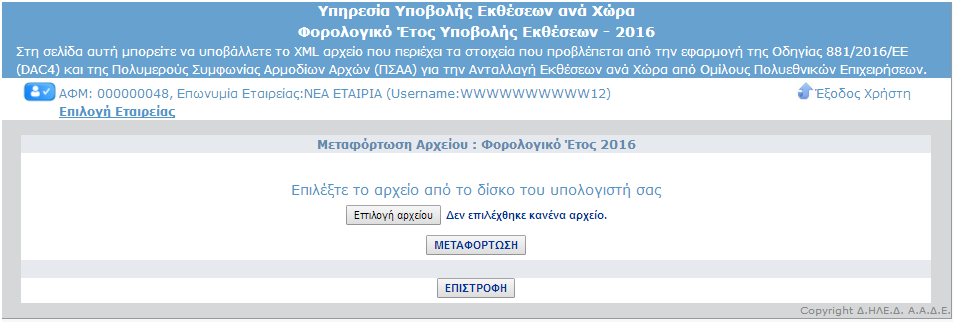 Υπηρεσία Υποβολής Εκθέσεων ανά Χώρα
Φορολογικό Έτος Υποβολής Εκθέσεων - 2016
Στη σελίδα αυτή μπορείτε να υποβάλλετε το XML αρχείο που περιέχει τα στοιχεία που προβλέπεται από την εφαρμογή της Οδηγίας 881/2016/ΕΕ
(DAC4) και της Πολυμερούς Συμφωνίας Αρμοδίων Αρχών (ΠΣΑΑ) για την Ανταλλαγή Εκθέσεων ανά Χώρα από Ομίλους Πολυεθνικών Επιχειρήσεων.
ΑΦΜ: 000000048, Επωνυμία Εταιρείας:ΝΕΑ ΕΤΑΙΡΙΑ (Username:WWWWWWWWWWW12) Έξοδος Χρήστη
Επιλογή Εταιρείας
Μεταφόρτωση Αρχείου : Φορολογικό Έτος 2016
Επιλέξτε το αρχείο από το δίσκο του υπολογιστή σας
Επιλογή αρχείου Δεν επιλέχθηκε κανένα αρχείο.
ΜΕΤΑΦΟΡΤΩΣΗ
ΕΠΙΣΤΡΟΦΗ
Copyright Δ.ΗΛΕ.Δ. Α.Α.Δ.Ε.